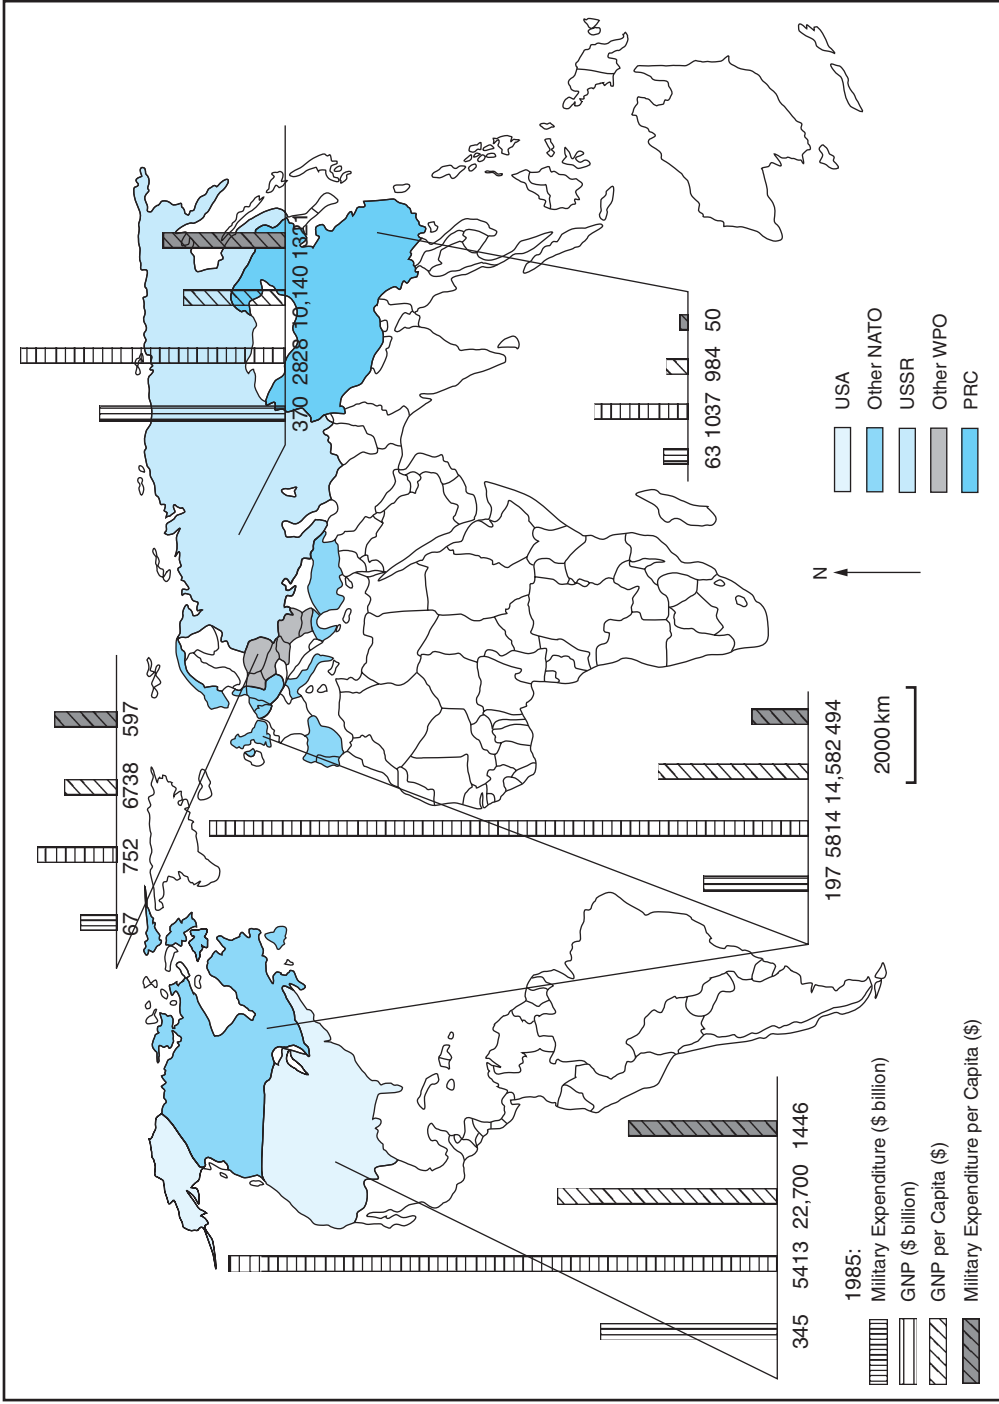 67 752 6738 597
370 2828 10,140 1321
345 5413 22,700 1446
197 5814 14,582 494
63 1037 984 50
N
2000 km
1985:
Military Expenditure ($ billion)
GNP ($ billion)
GNP per Capita ($)
Military Expenditure per Capita ($)
USA
Other NATO
USSR
Other WPO
PRC